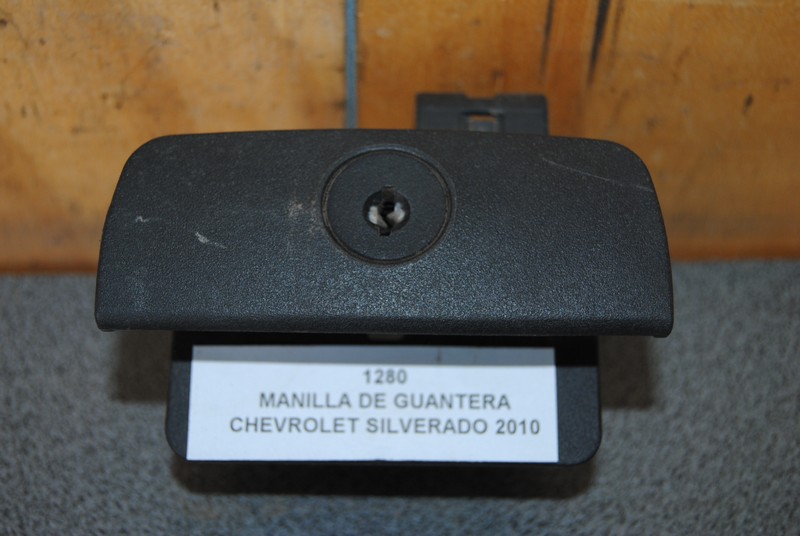 1280
MANILLA DE GUANTERA
CHEVROLET SILVERADO 2010